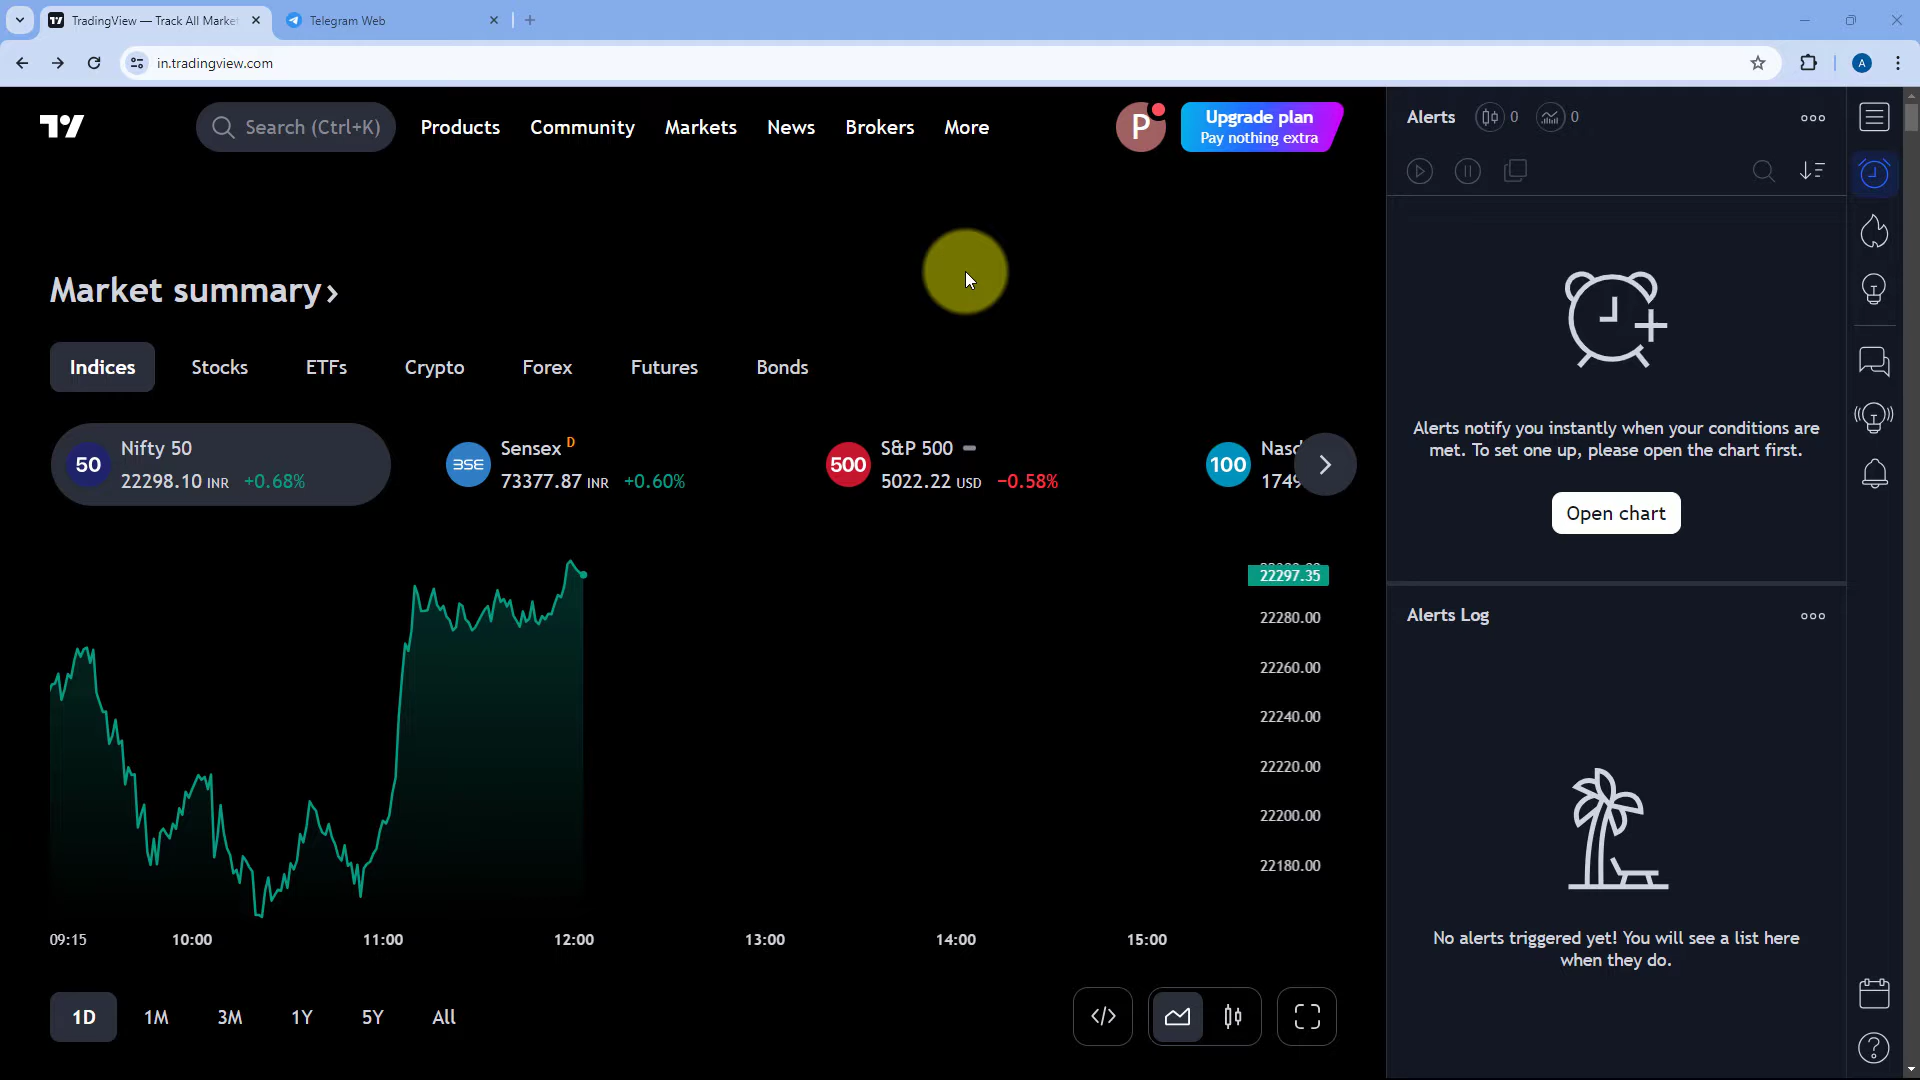 TradingView — Track All Marke
Telegram Web
in.tradingview.com
A
Search (Ctrl+K)
Products
Community
Markets
News
Brokers
More
P
Upgrade plan
Pay nothing extra
Alerts
0
0
Market summary
Indices
Stocks
ETFs
Crypto
Forex
Futures
Bonds
50
Nifty 50
22298.10 INR +0.68%
BSE
Sensex D
73377.87 INR +0.60%
500
S&P 500
5022.22 USD −0.58%
100
Nasd
1749
Alerts notify you instantly when your conditions are
met. To set one up, please open the chart first.
Open chart
22297.35
22280.00
22260.00
22240.00
22220.00
22200.00
22180.00
09:15
10:00
11:00
12:00
13:00
14:00
15:00
1D
1M
3M
1Y
5Y
All
Alerts Log
No alerts triggered yet! You will see a list here
when they do.